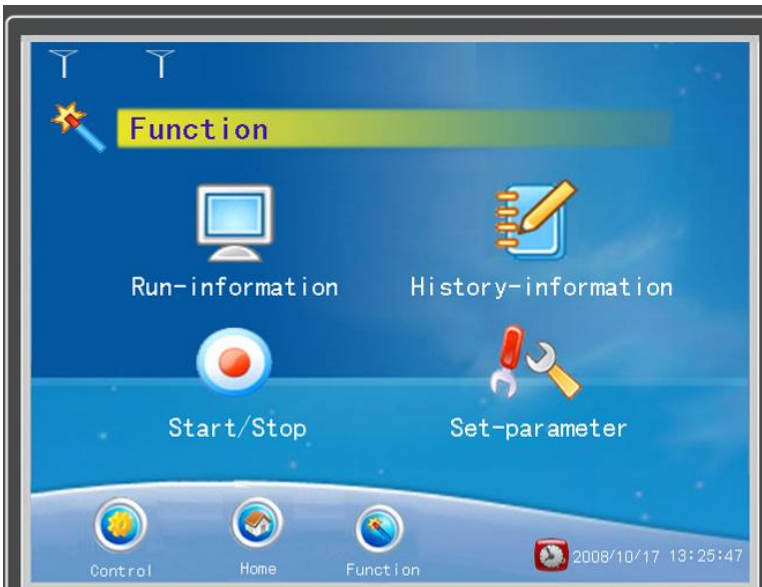 Function
Run-information
History-information
Start/Stop
Set-parameter
Control
Home
Function
2008/10/17 13:25:47